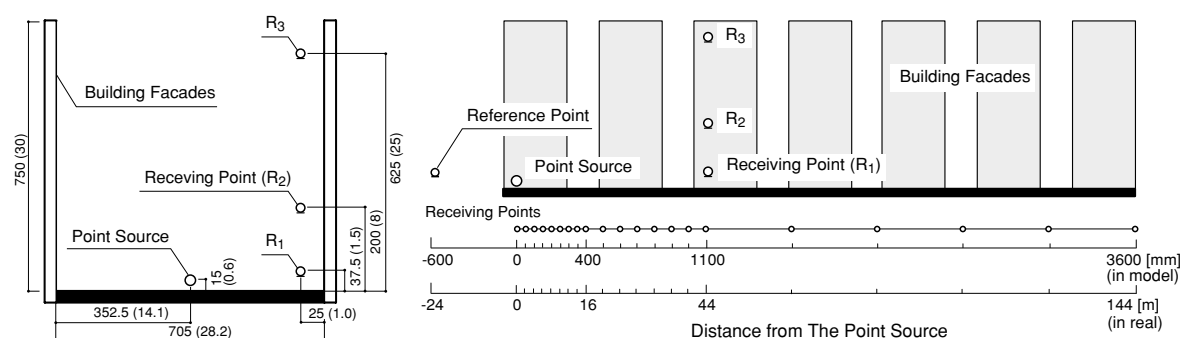 R3
Building Facades
750 (30)
625 (25)
Receving Point (R2)
200 (8)
Point Source
R1
37.5 (1.5)
15
(0.6)
352.5 (14.1)
25 (1.0)
705 (28.2)
R3
Building Facades
Reference Point
R2
Point Source
Receiving Point (R1)
Receiving Points
-600 0 400 1100 3600 [mm]
(in model)
-24 0 16 44 144 [m]
(in real)
Distance from The Point Source